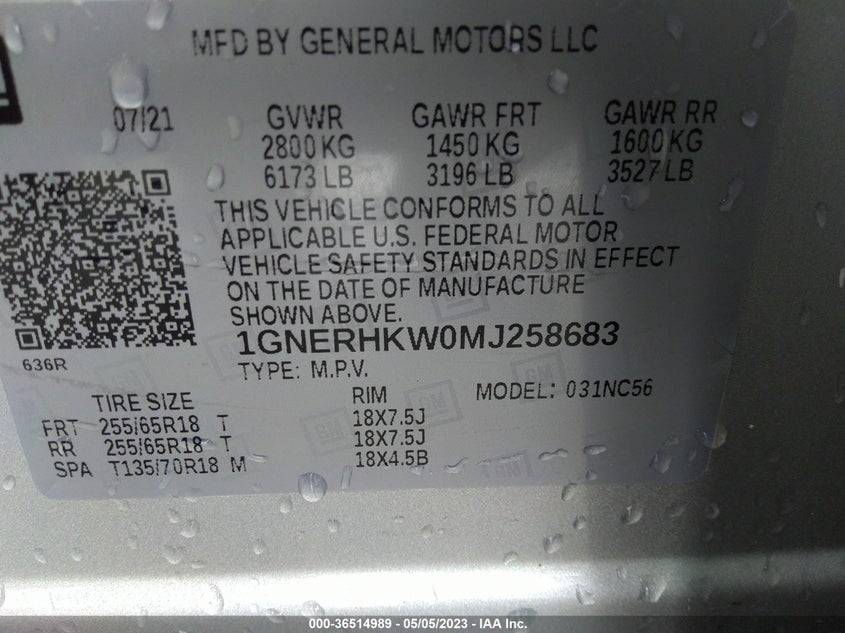 MFD BY GENERAL MOTORS LLC
07/21 GVWR GAWR FRT GAWR RR
2800 KG 1450 KG 1600 KG
6173 LB 3196 LB 3527 LB
THIS VEHICLE CONFORMS TO ALL
APPLICABLE U.S. FEDERAL MOTOR
VEHICLE SAFETY STANDARDS IN EFFECT
ON THE DATE OF MANUFACTURE
SHOWN ABOVE.
1GNERHKW0MJ258683
636R
TYPE: M.P.V.
TIRE SIZE RIM MODEL: 031NC56
FRT 255/65R18 T 18X7.5J
RR 255/65R18 T 18X7.5J
SPA T135/70R18 M 18X4.5B
GM
GM
GM
000-36514989 - 05/05/2023 - IAA Inc.